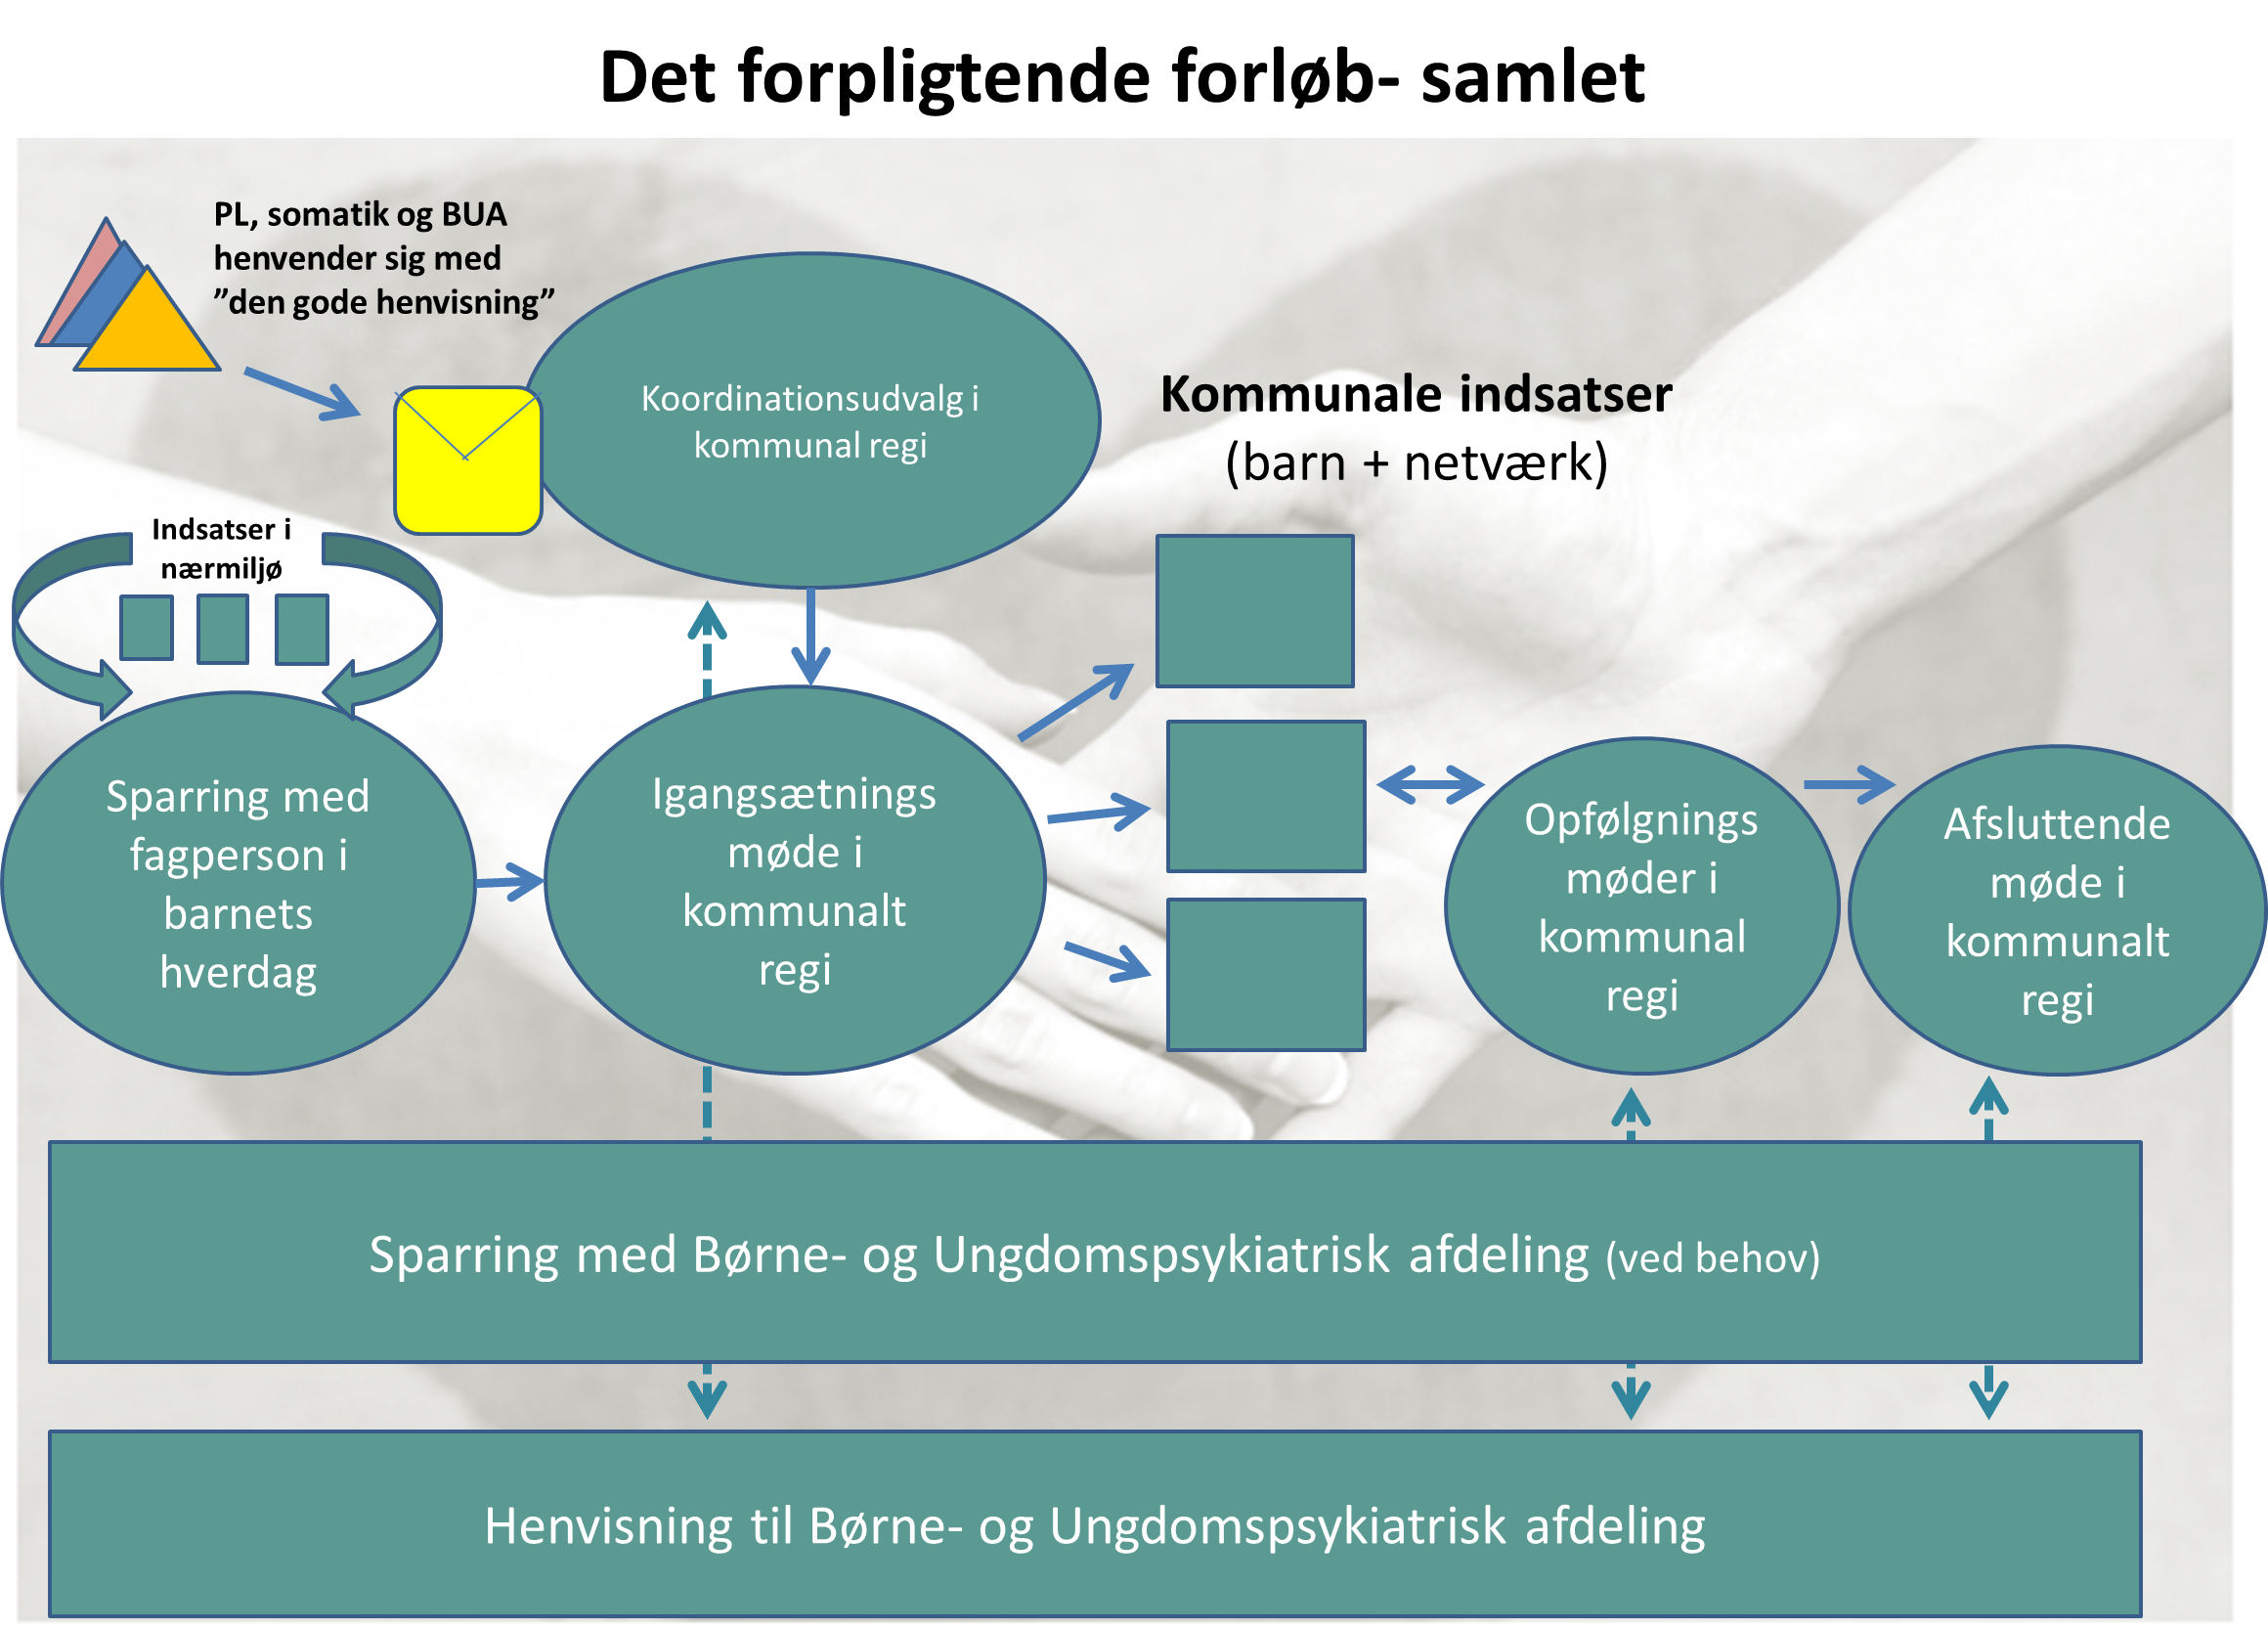 Det forpligtende forløb- samlet
PL, somatik og BUA
henvender sig med
”den gode henvisning”
Koordinationsudvalg i
kommunal regi
Kommunale indsatser
(barn + netværk)
Indsatser i
nærmiljø
Sparring med
fagperson i
barnets
hverdag
Igangsætnings
møde i
kommunalt
regi
Opfølgnings
møder i
kommunal
regi
Afsluttende
møde i
kommunalt
regi
Sparring med Børne- og Ungdomspsykiatrisk afdeling (ved behov)
Henvisning til Børne- og Ungdomspsykiatrisk afdeling